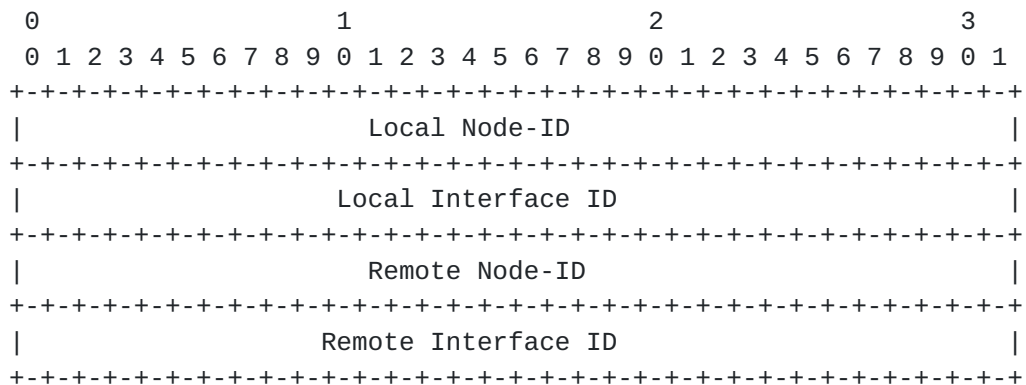 0                   1                   2                   3
 0 1 2 3 4 5 6 7 8 9 0 1 2 3 4 5 6 7 8 9 0 1 2 3 4 5 6 7 8 9 0 1
+-+-+-+-+-+-+-+-+-+-+-+-+-+-+-+-+-+-+-+-+-+-+-+-+-+-+-+-+-+-+-+-+
|                      Local Node-ID                            |
+-+-+-+-+-+-+-+-+-+-+-+-+-+-+-+-+-+-+-+-+-+-+-+-+-+-+-+-+-+-+-+-+
|                    Local Interface ID                         |
+-+-+-+-+-+-+-+-+-+-+-+-+-+-+-+-+-+-+-+-+-+-+-+-+-+-+-+-+-+-+-+-+
|                      Remote Node-ID                           |
+-+-+-+-+-+-+-+-+-+-+-+-+-+-+-+-+-+-+-+-+-+-+-+-+-+-+-+-+-+-+-+-+
|                   Remote Interface ID                         |
+-+-+-+-+-+-+-+-+-+-+-+-+-+-+-+-+-+-+-+-+-+-+-+-+-+-+-+-+-+-+-+-+